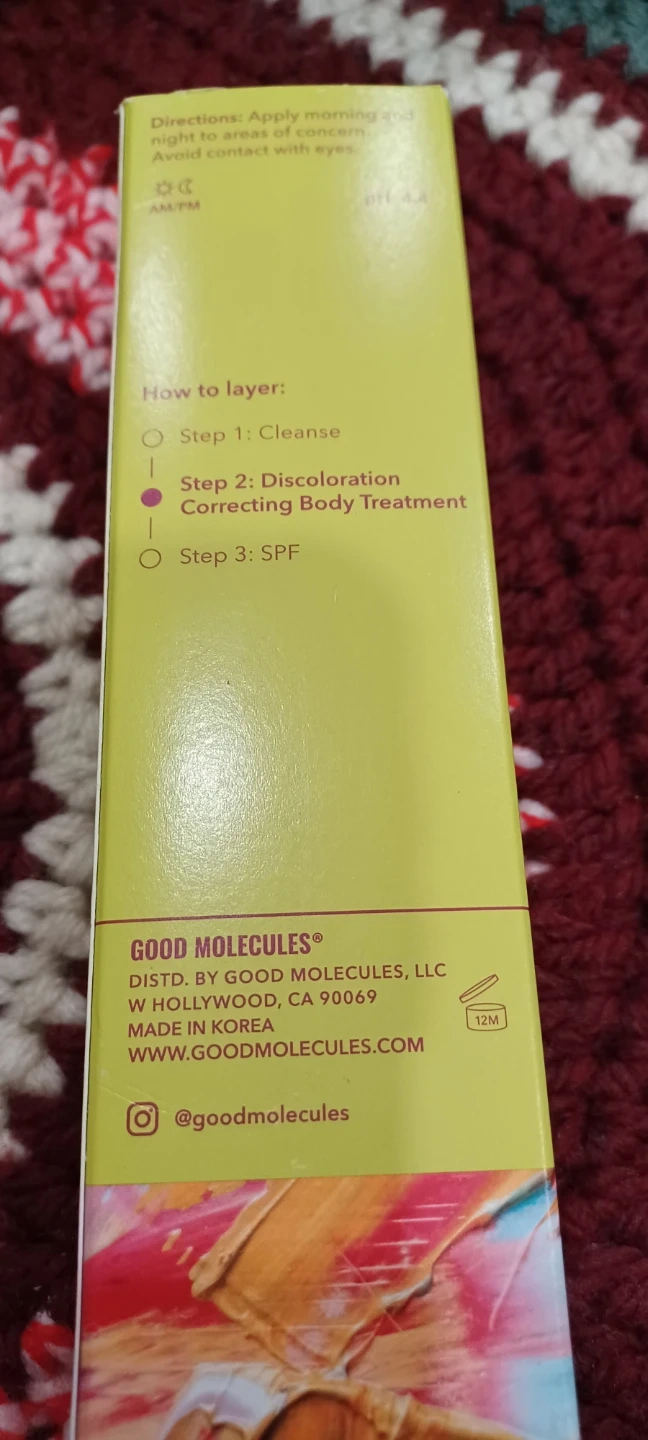 Directions: Apply morning and
night to areas of concern.
Avoid contact with eyes.
AM/PM
pH: 4.4
How to layer:
Step 1: Cleanse
Step 2: Discoloration
Correcting Body Treatment
Step 3: SPF
GOOD MOLECULES®
DISTD. BY GOOD MOLECULES, LLC
W HOLLYWOOD, CA 90069
MADE IN KOREA
WWW.GOODMOLECULES.COM
12M
@goodmolecules